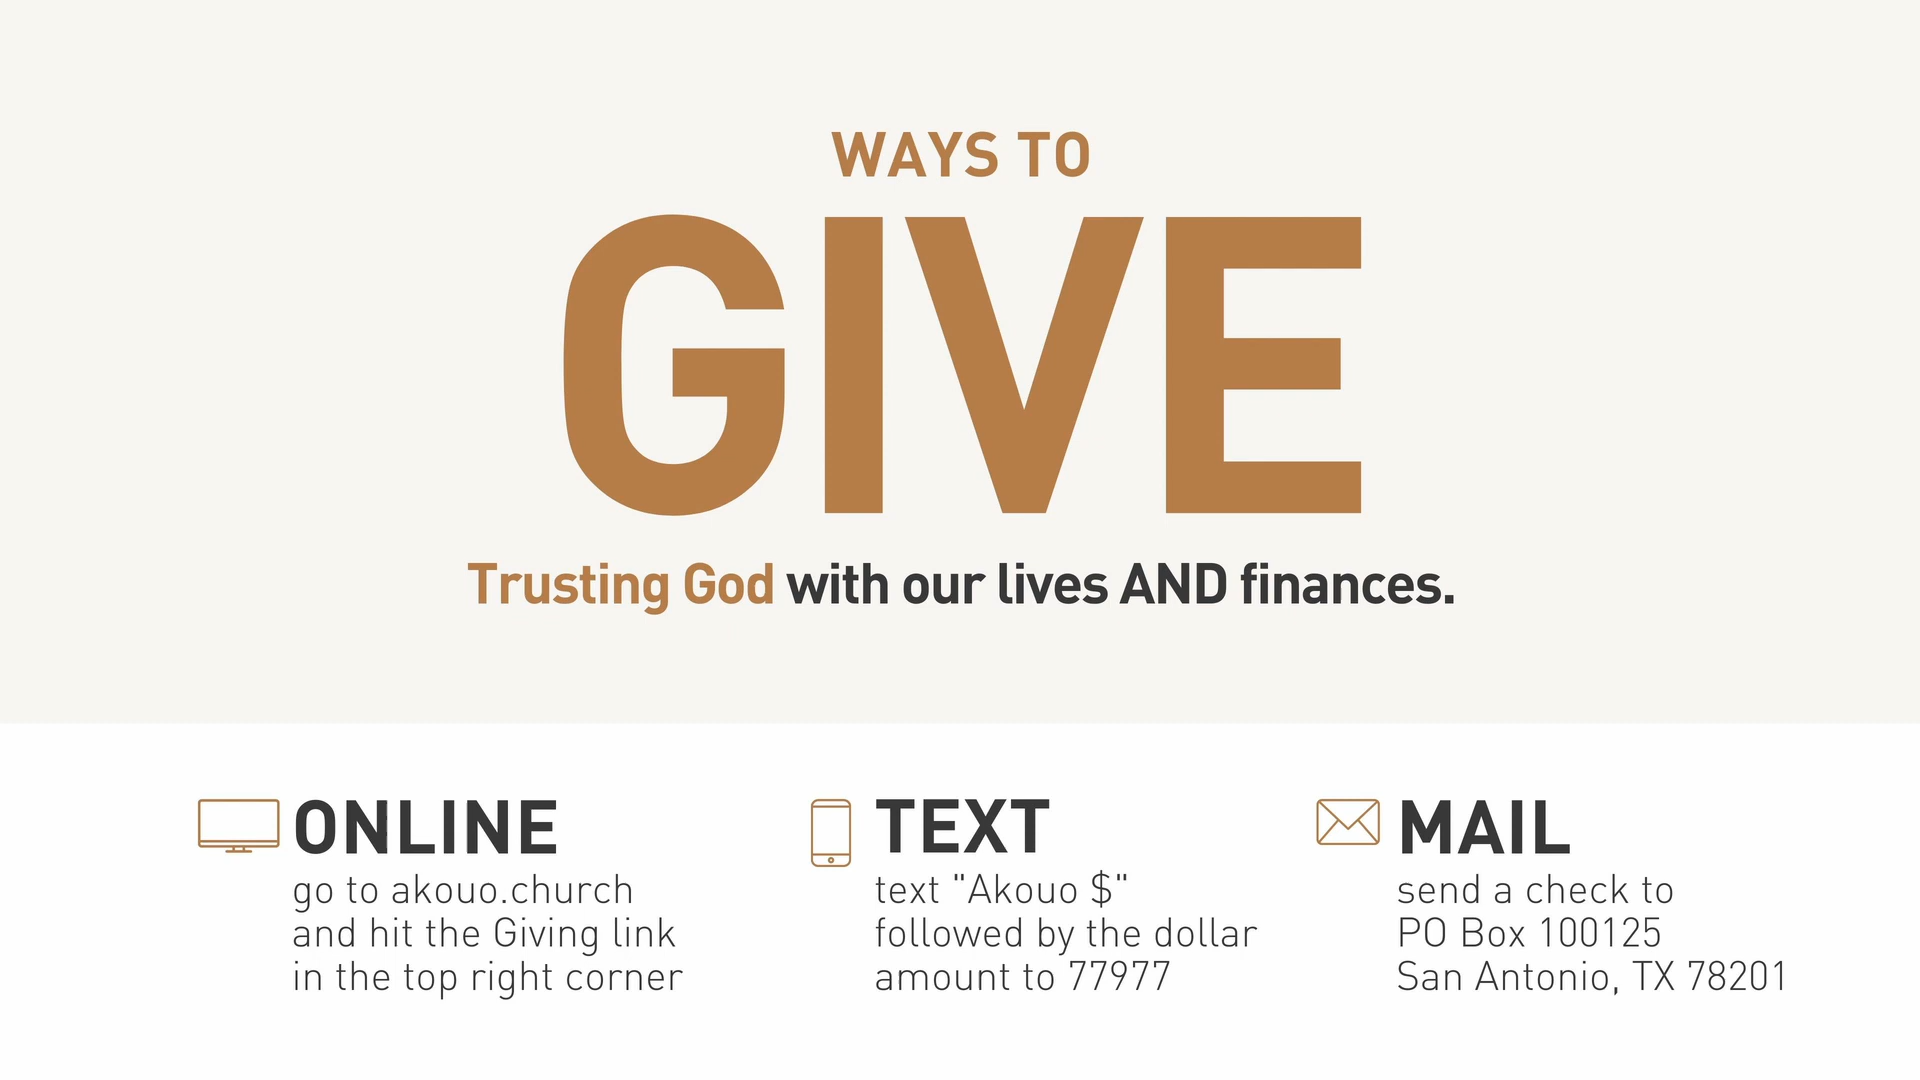 WAYS TO
GIVE
Trusting God with our lives AND finances.
ONLINE
go to akouo.church
and hit the Giving link
in the top right corner
TEXT
text "Akouo $"
followed by the dollar
amount to 77977
MAIL
send a check to
PO Box 100125
San Antonio, TX 78201